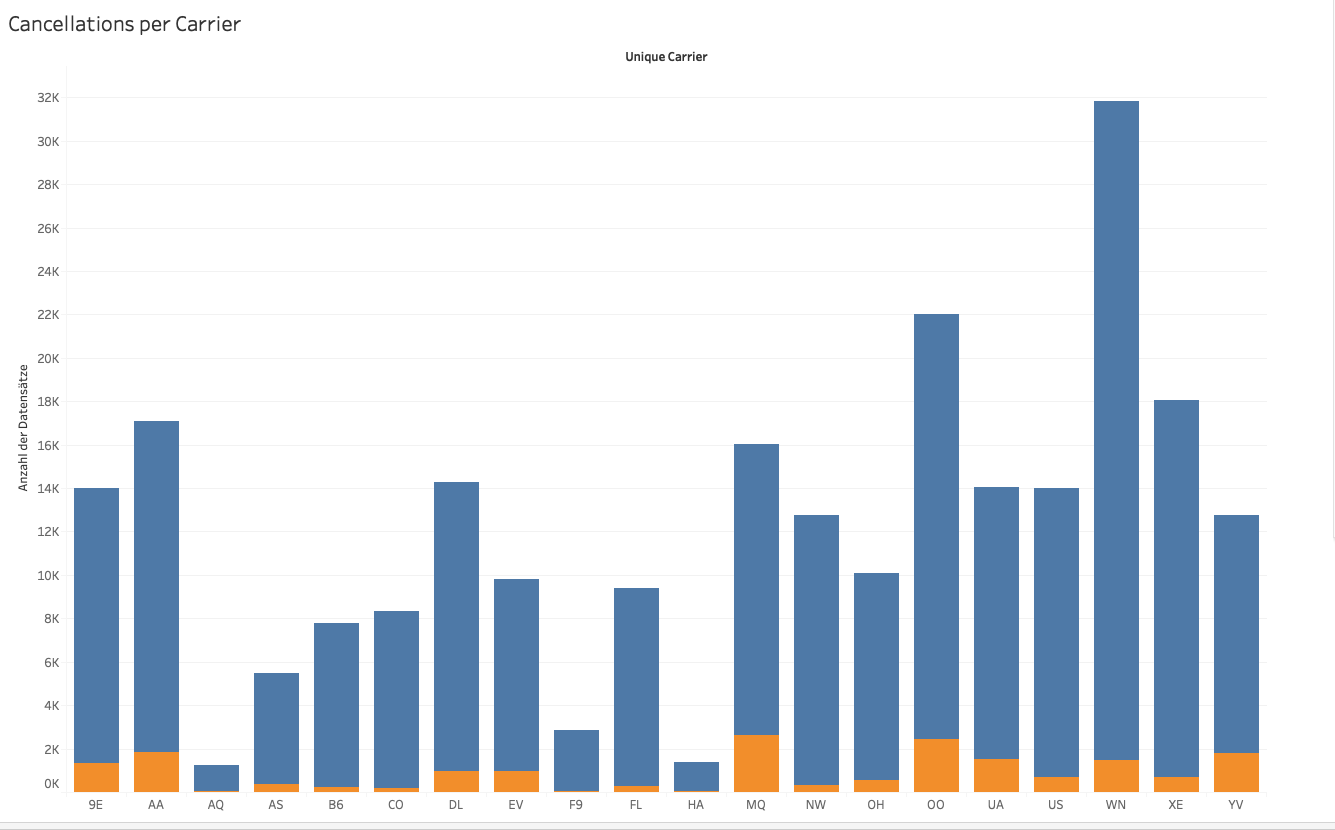 Cancellations per Carrier
Unique Carrier
32K
30K
28K
26K
24K
22K
20K
18K
16K
14K
12K
10K
8K
6K
4K
2K
0K
Anzahl der Datensätze
9E AA AQ AS B6 CO DL EV F9 FL HA MQ NW OH OO UA US WN XE YV